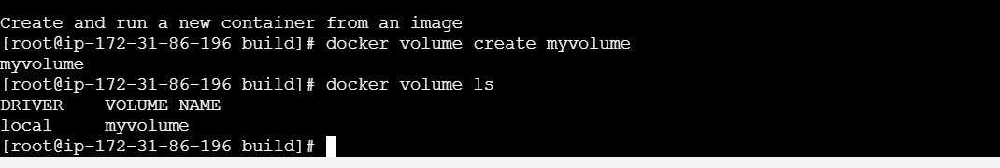 Create and run a new container from an image
[root@ip-172-31-86-196 build]# docker volume create myvolume
myvolume
[root@ip-172-31-86-196 build]# docker volume ls
DRIVER    VOLUME NAME
local     myvolume
[root@ip-172-31-86-196 build]#